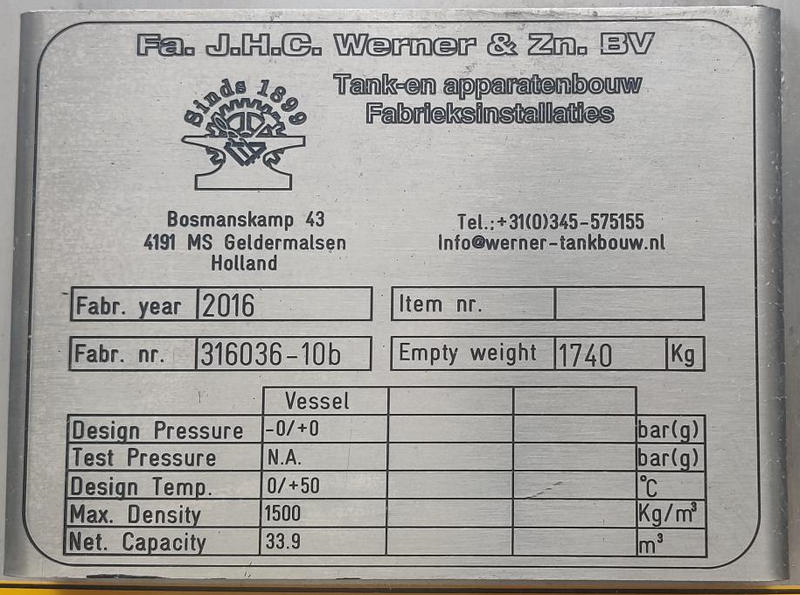 Fa. J.H.C. Werner & Zn. BV
Sinds 1899
Tank-en apparatenbouw
Fabrieksinstallaties
Bosmanskamp 43
4191 MS Geldermalsen
Holland
Tel.:+31(0)345-575155
Info@werner-tankbouw.nl
Fabr. year 2016
Item nr.
Fabr. nr. 316036-10b
Empty weight 1740 Kg
Vessel
Design Pressure -0/+0 bar(g)
Test Pressure N.A. bar(g)
Design Temp. 0/+50 °C
Max. Density 1500 Kg/m³
Net. Capacity 33.9 m³